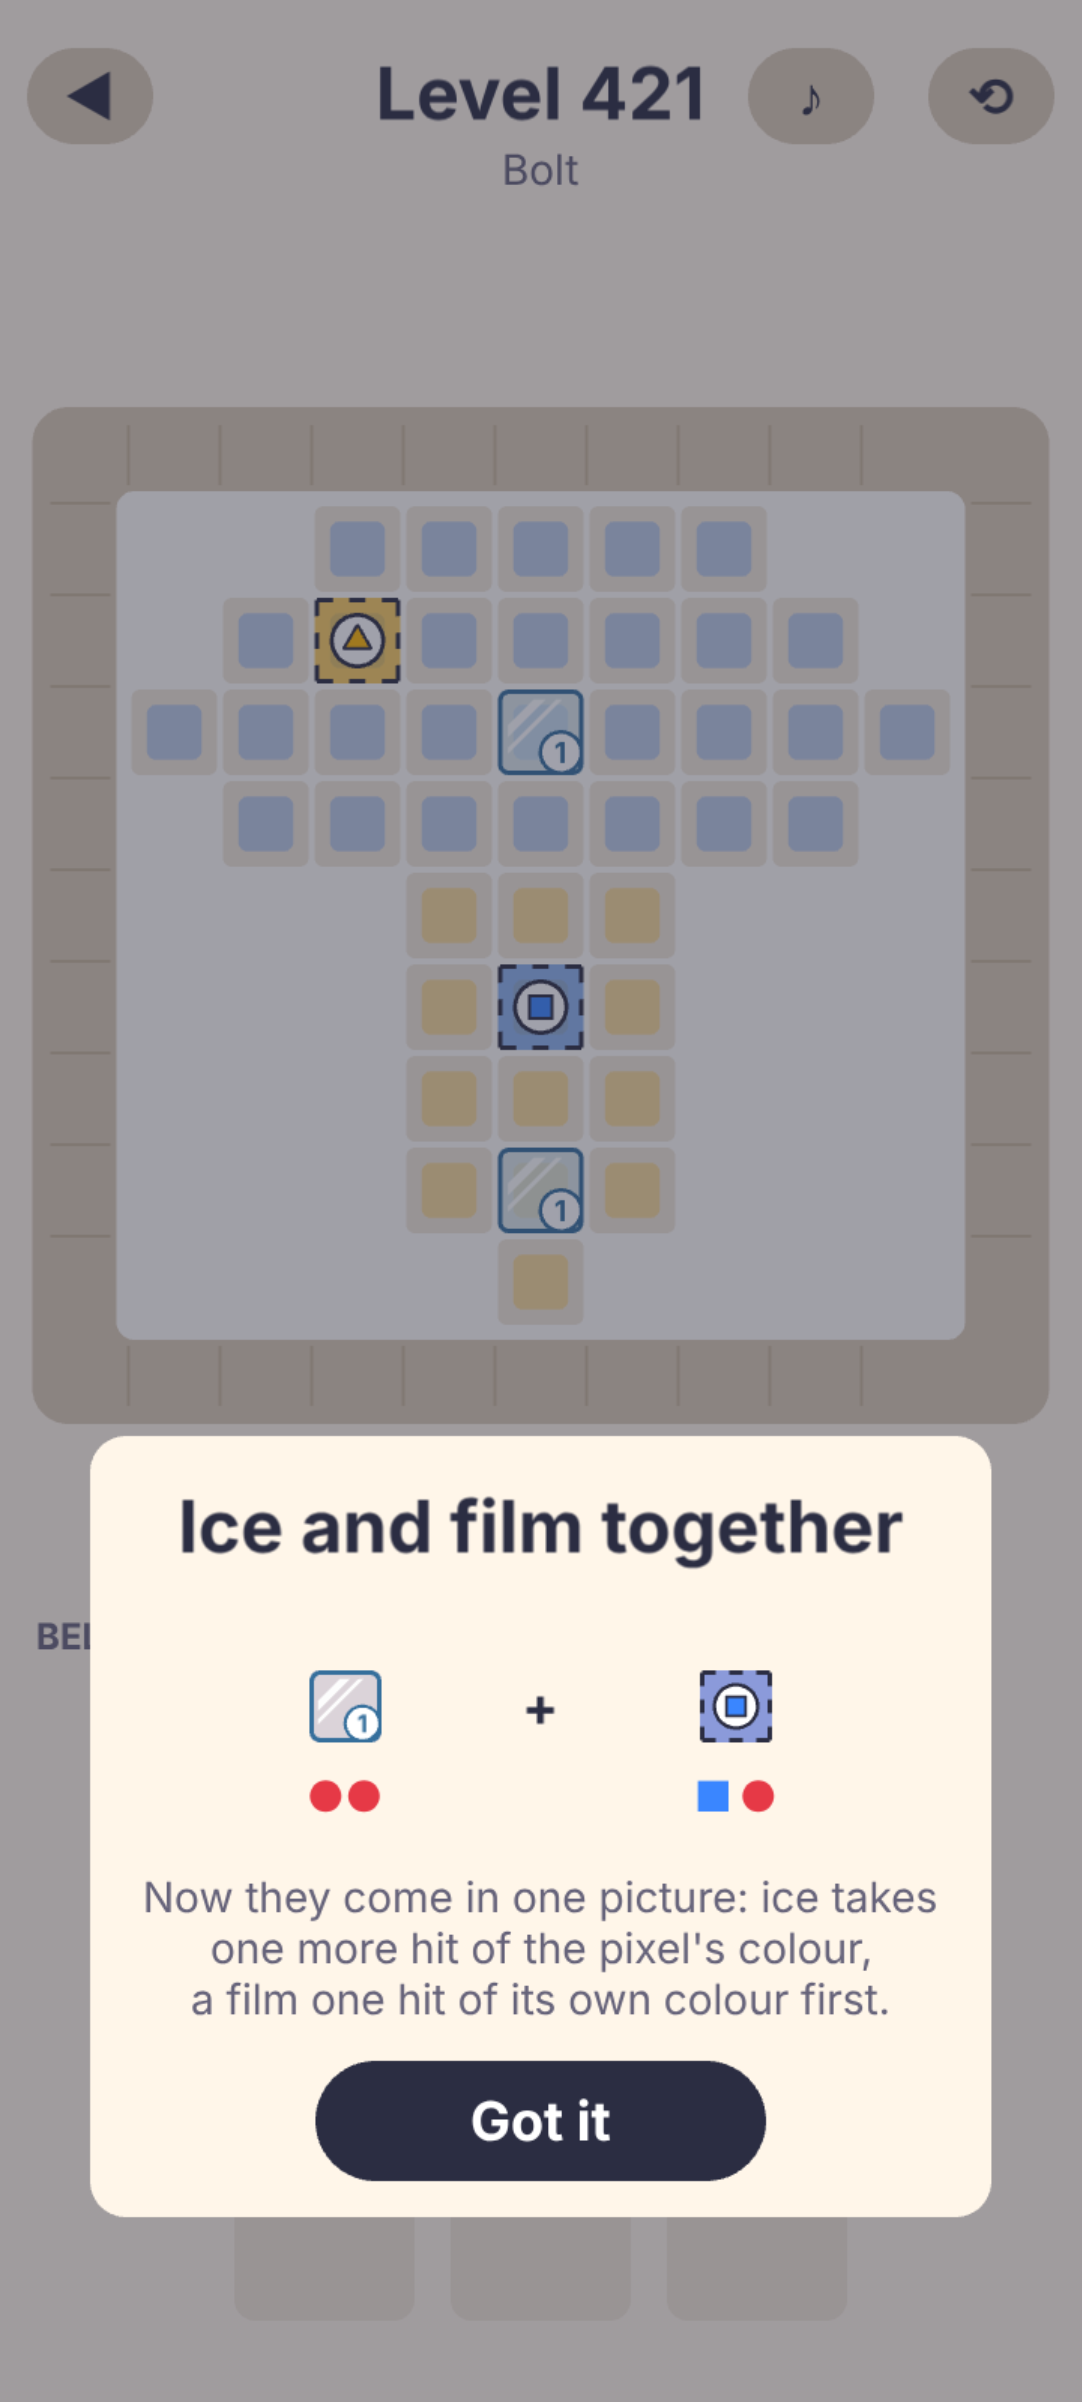 Level 421
Bolt
1
1
BEL
Ice and film together
1
+
Now they come in one picture: ice takes
one more hit of the pixel's colour,
a film one hit of its own colour first.
Got it